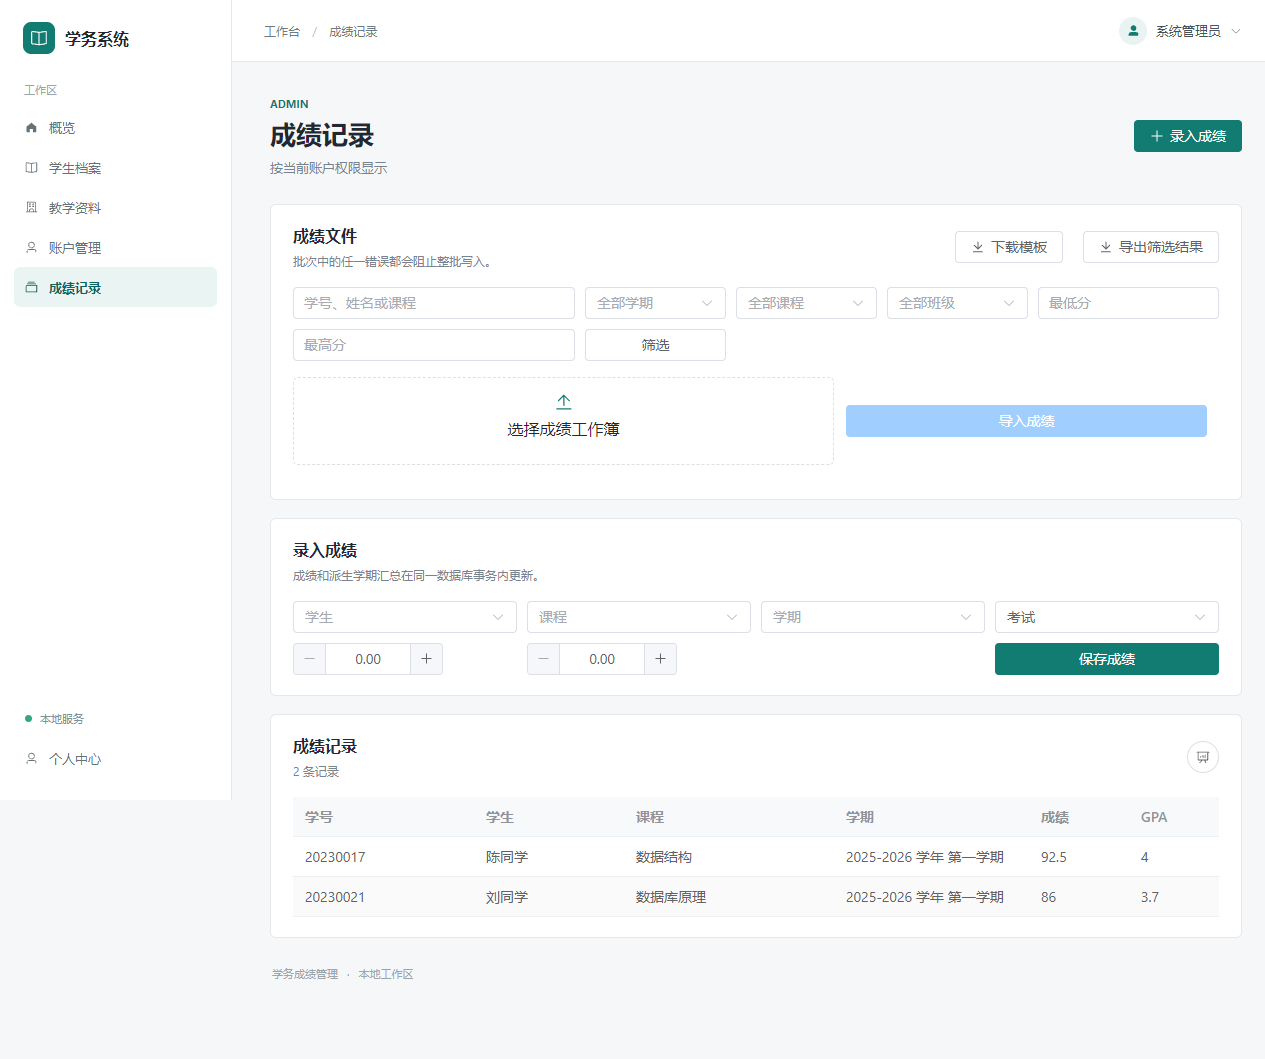 学务系统
工作区
概览
学生档案
教学资料
账户管理
成绩记录
本地服务
个人中心
工作台 / 成绩记录
系统管理员
ADMIN
成绩记录
按当前账户权限显示
录入成绩
成绩文件
批次中的任一错误都会阻止整批写入。
下载模板
导出筛选结果
学号、姓名或课程
全部学期
全部课程
全部班级
最低分
最高分
筛选
选择成绩工作簿
导入成绩
录入成绩
成绩和派生学期汇总在同一数据库事务内更新。
学生
课程
学期
考试
0.00
0.00
保存成绩
成绩记录
2 条记录
学号 学生 课程 学期 成绩 GPA
20230017 陈同学 数据结构 2025-2026 学年 第一学期 92.5 4
20230021 刘同学 数据库原理 2025-2026 学年 第一学期 86 3.7
学务成绩管理 · 本地工作区